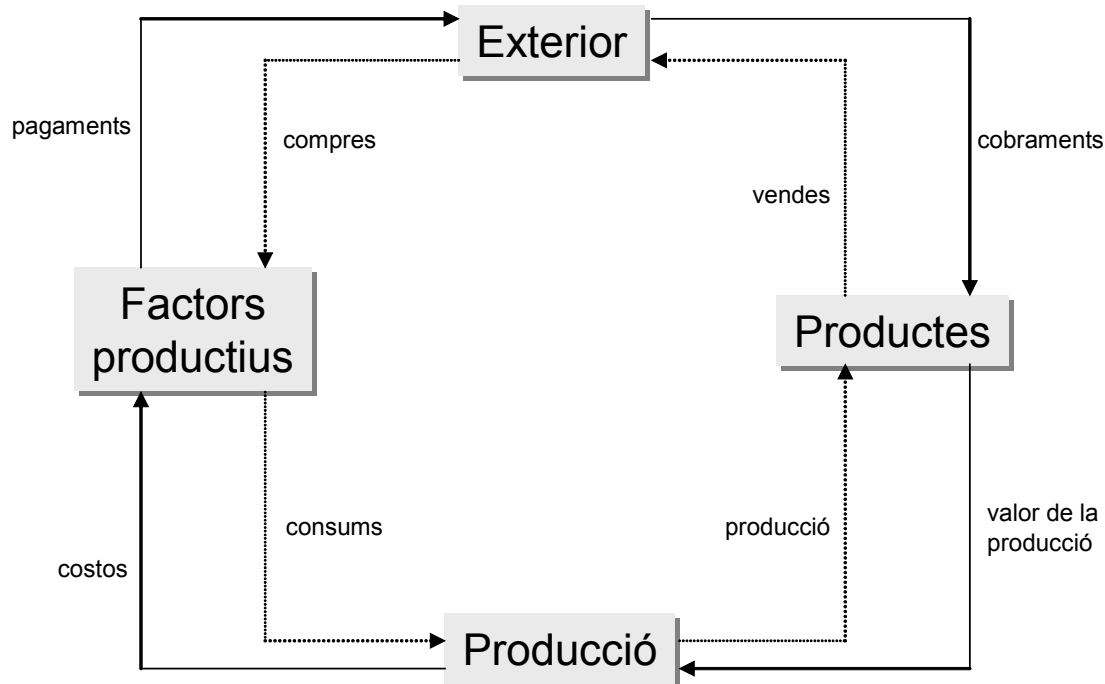 Exterior
pagaments
compres
cobraments
vendes
Factors
productius
Productes
consums
producció
valor de la
producció
costos
Producció